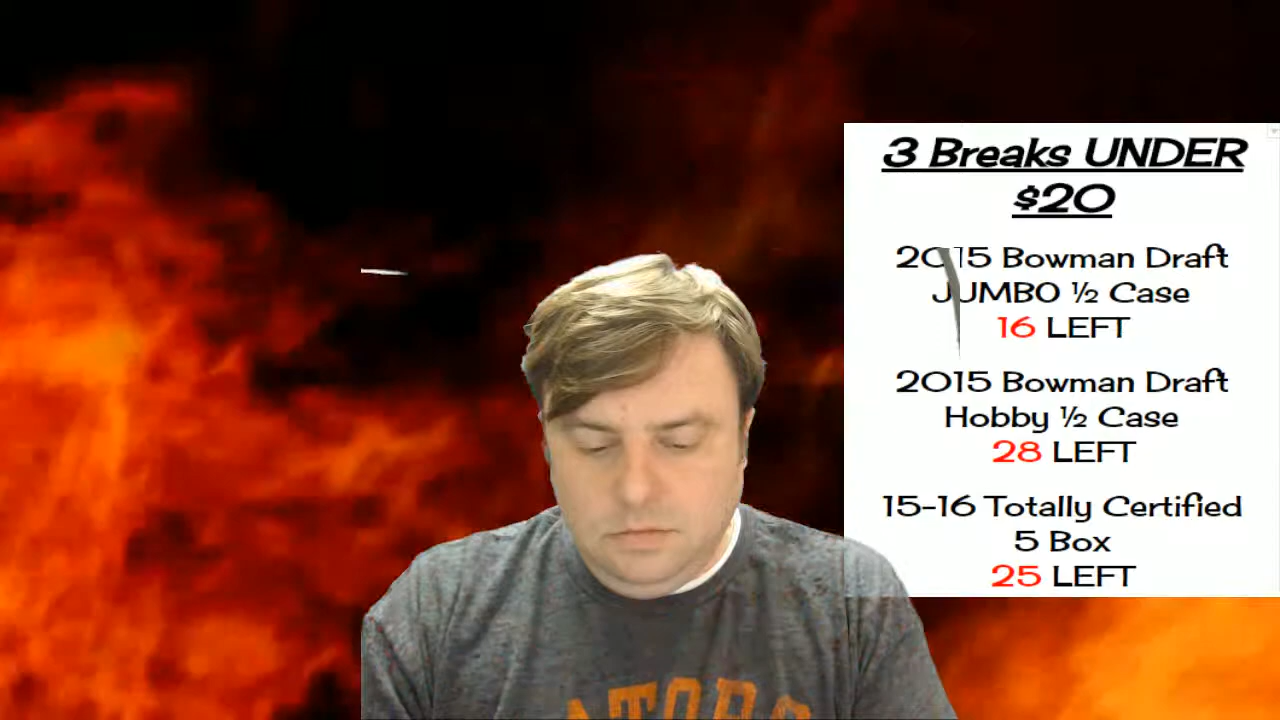 3 Breaks UNDER
$20
2015 Bowman Draft
JUMBO ½ Case
16 LEFT
2015 Bowman Draft
Hobby ½ Case
28 LEFT
15-16 Totally Certified
5 Box
25 LEFT